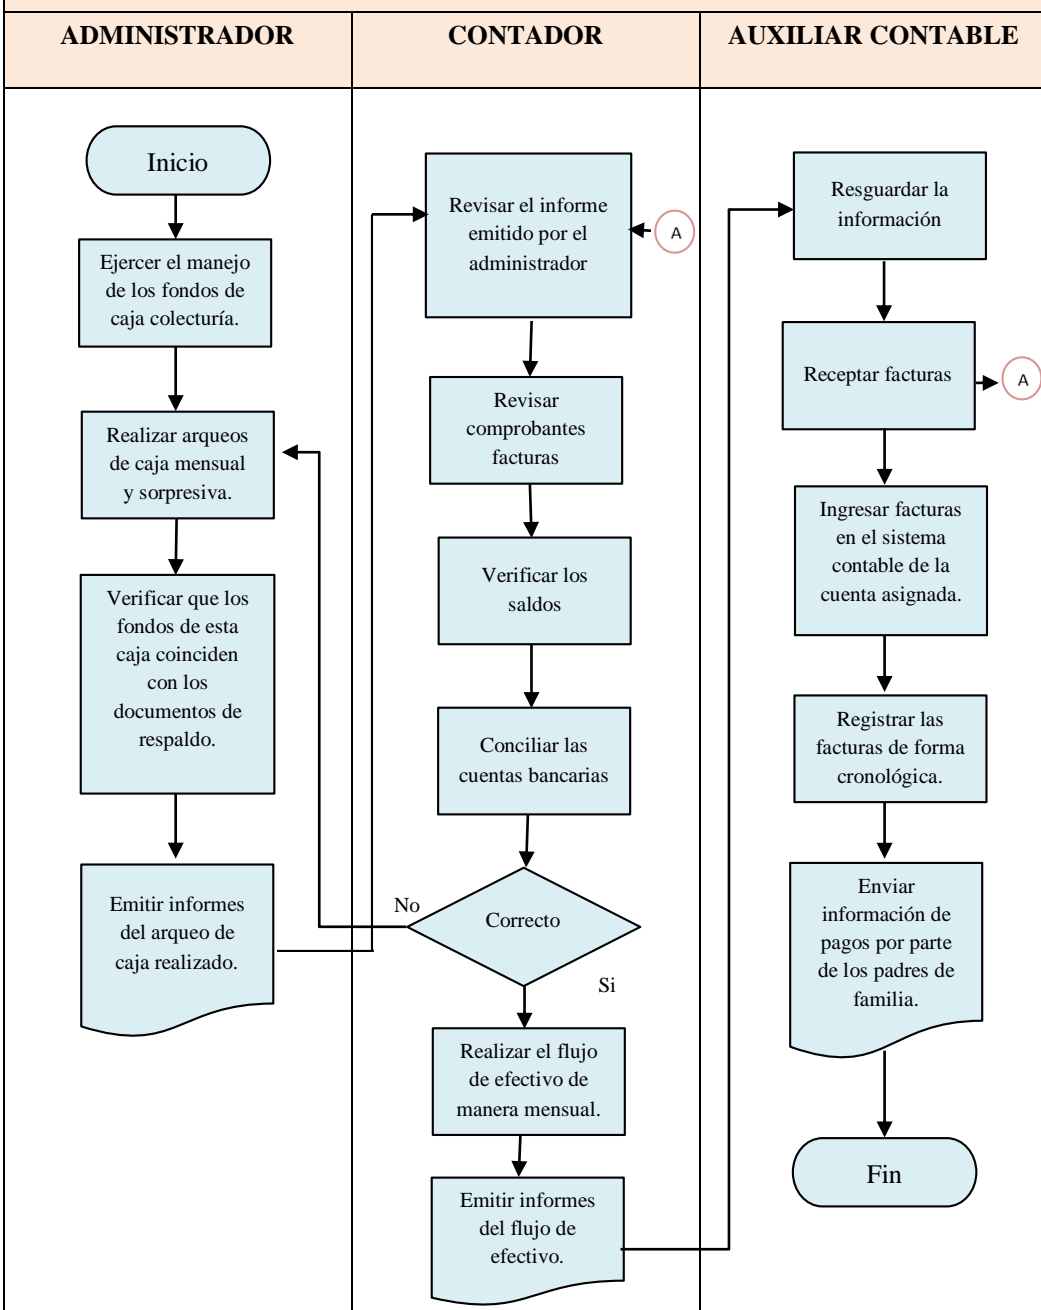 ADMINISTRADOR
CONTADOR
AUXILIAR CONTABLE
Inicio
Ejercer el manejo
de los fondos de
caja colecturía.
Realizar arqueos
de caja mensual
y sorpresiva.
Verificar que los
fondos de esta
caja coinciden
con los
documentos de
respaldo.
Emitir informes
del arqueo de
caja realizado.
Revisar el informe
emitido por el
administrador
A
Revisar
comprobantes
facturas
Verificar los
saldos
Conciliar las
cuentas bancarias
No
Correcto
Si
Realizar el flujo
de efectivo de
manera mensual.
Emitir informes
del flujo de
efectivo.
Resguardar la
información
Receptar facturas
A
Ingresar facturas
en el sistema
contable de la
cuenta asignada.
Registrar las
facturas de forma
cronológica.
Enviar
información de
pagos por parte
de los padres de
familia.
Fin